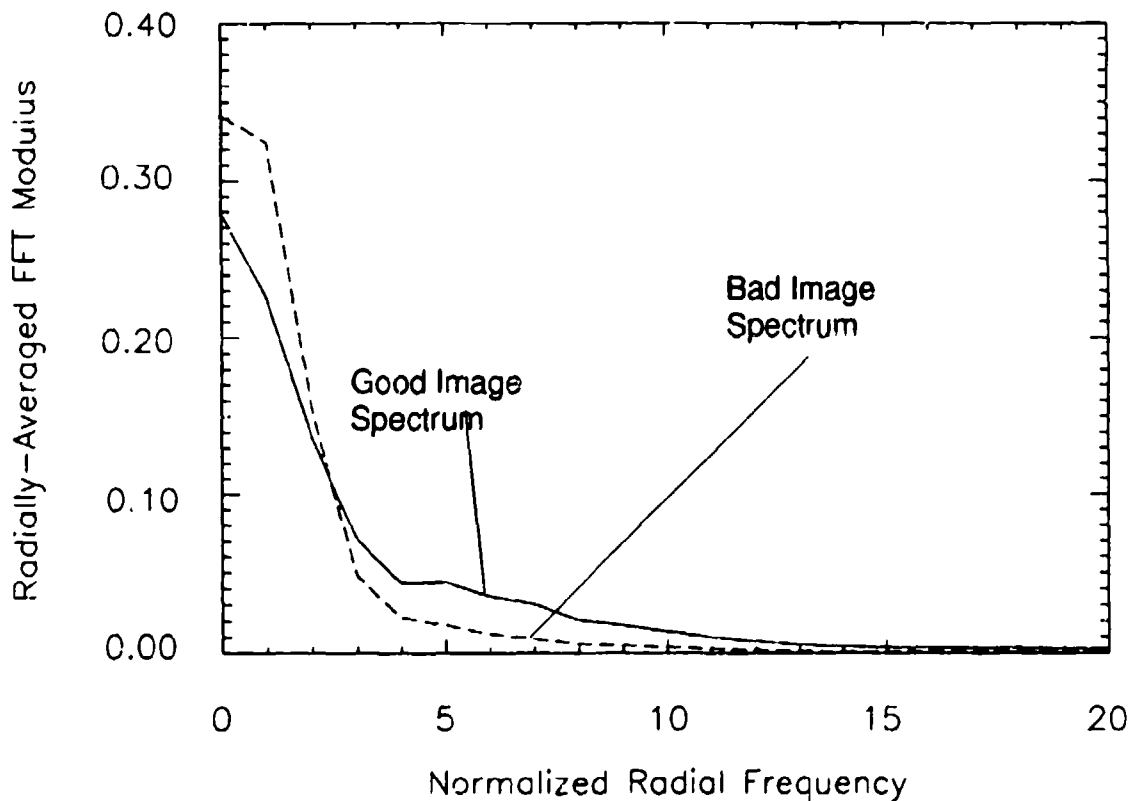 0.40
0.30
0.20
0.10
0.00
Radially-Averaged FFT Moduius
Bad Image
Spectrum
Good Image
Spectrum
0
5
10
15
20
Normalized Radial Frequency